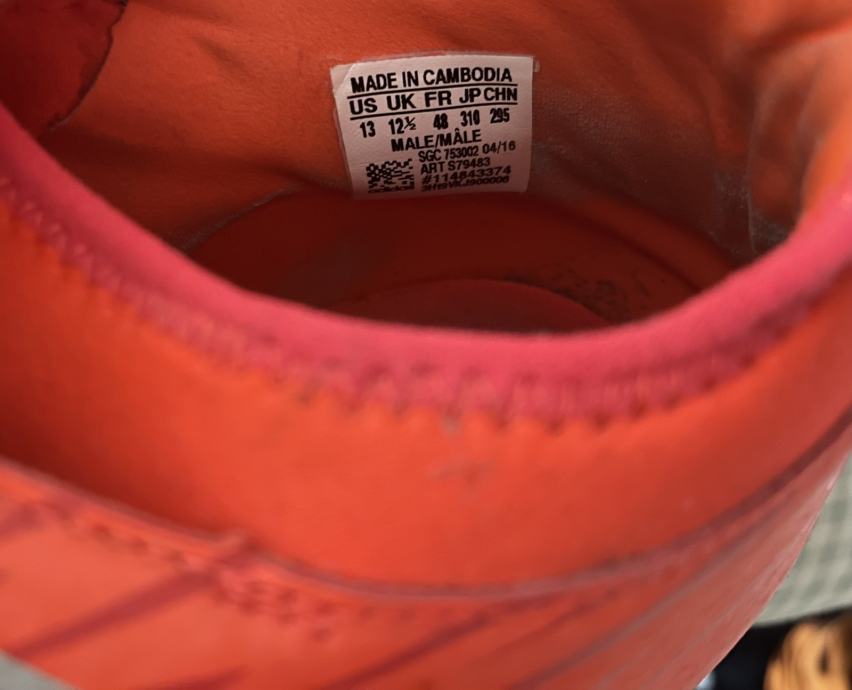 MADE IN CAMBODIA
US UK FR JP CHN
13 12½ 48 310 295
MALE/MÂLE
SGC 753002 04/16
ART S79483
#114843374